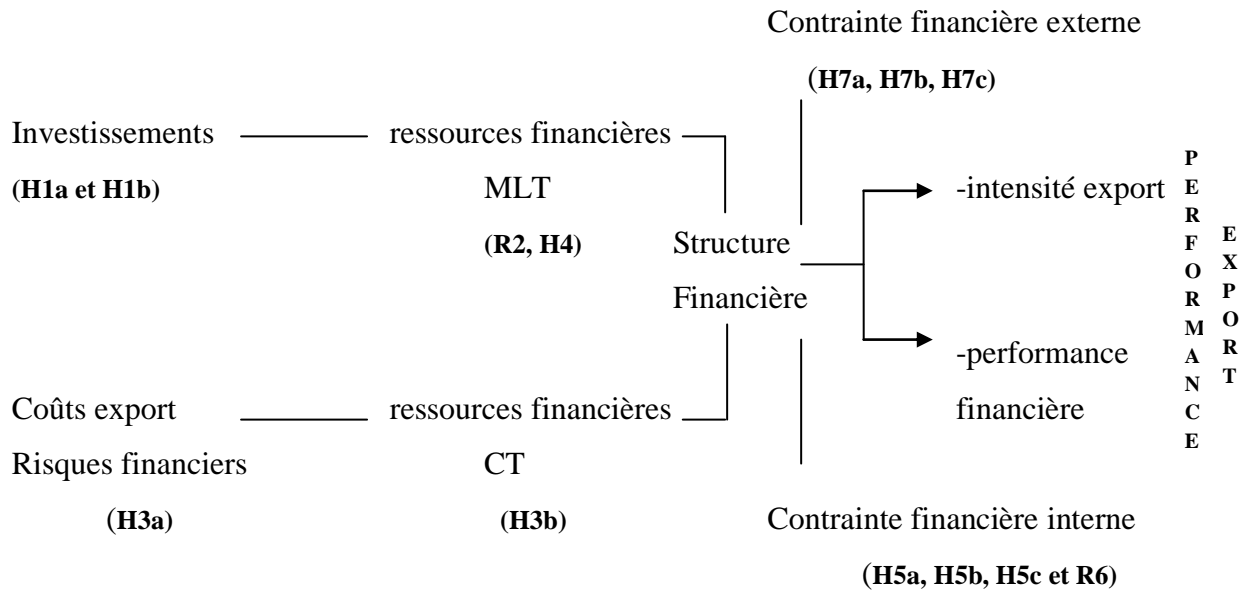 Contrainte financière externe
(H7a, H7b, H7c)
Investissements
(H1a et H1b)
ressources financières
MLT
(R2, H4)
Structure
Financière
-intensité export
-performance
financière
PERFORMANCE
EXPORT
Coûts export
Risques financiers
(H3a)
ressources financières
CT
(H3b)
Contrainte financière interne
(H5a, H5b, H5c et R6)